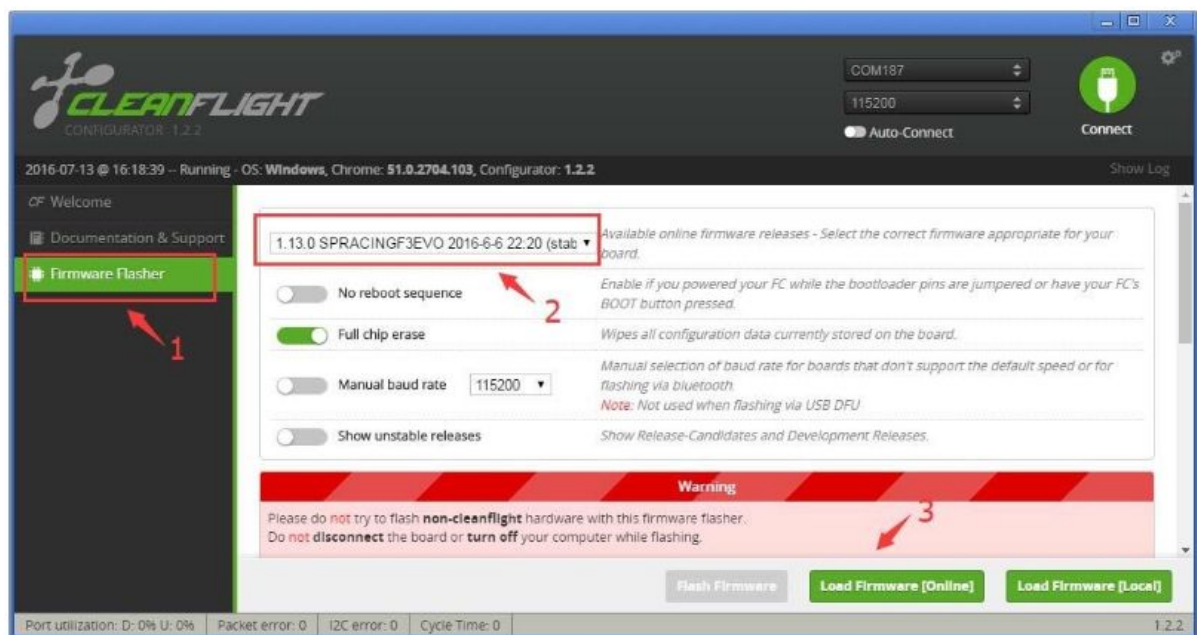 COM187
115200
CLEANFLIGHT
CONFIGURATOR 1.2.2
Auto-Connect
Connect
2016-07-13 @ 16:18:39 -- Running - OS: Windows, Chrome: 51.0.2704.103, Configurator: 1.2.2
Show Log
CF Welcome
Documentation & Support
Firmware Flasher
1
1.13.0 SPRACINGF3EVO 2016-6-6 22:20 (stab
Available online firmware releases - Select the correct firmware appropriate for your
board.
2
No reboot sequence
Enable if you powered your FC while the bootloader pins are jumpered or have your FC's
BOOT button pressed.
Full chip erase
Wipes all configuration data currently stored on the board.
Manual baud rate 115200
Manual selection of baud rate for boards that don't support the default speed or for
flashing via bluetooth.
Note: Not used when flashing via USB DFU
Show unstable releases
Show Release-Candidates and Development Releases.
Warning
Please do not try to flash non-cleanflight hardware with this firmware flasher.
Do not disconnect the board or turn off your computer while flashing.
3
Flash Firmware
Load Firmware [Online]
Load Firmware [Local]
Port utilization: D: 0% U: 0%
Packet error: 0
I2C error: 0
Cycle Time: 0
1.2.2